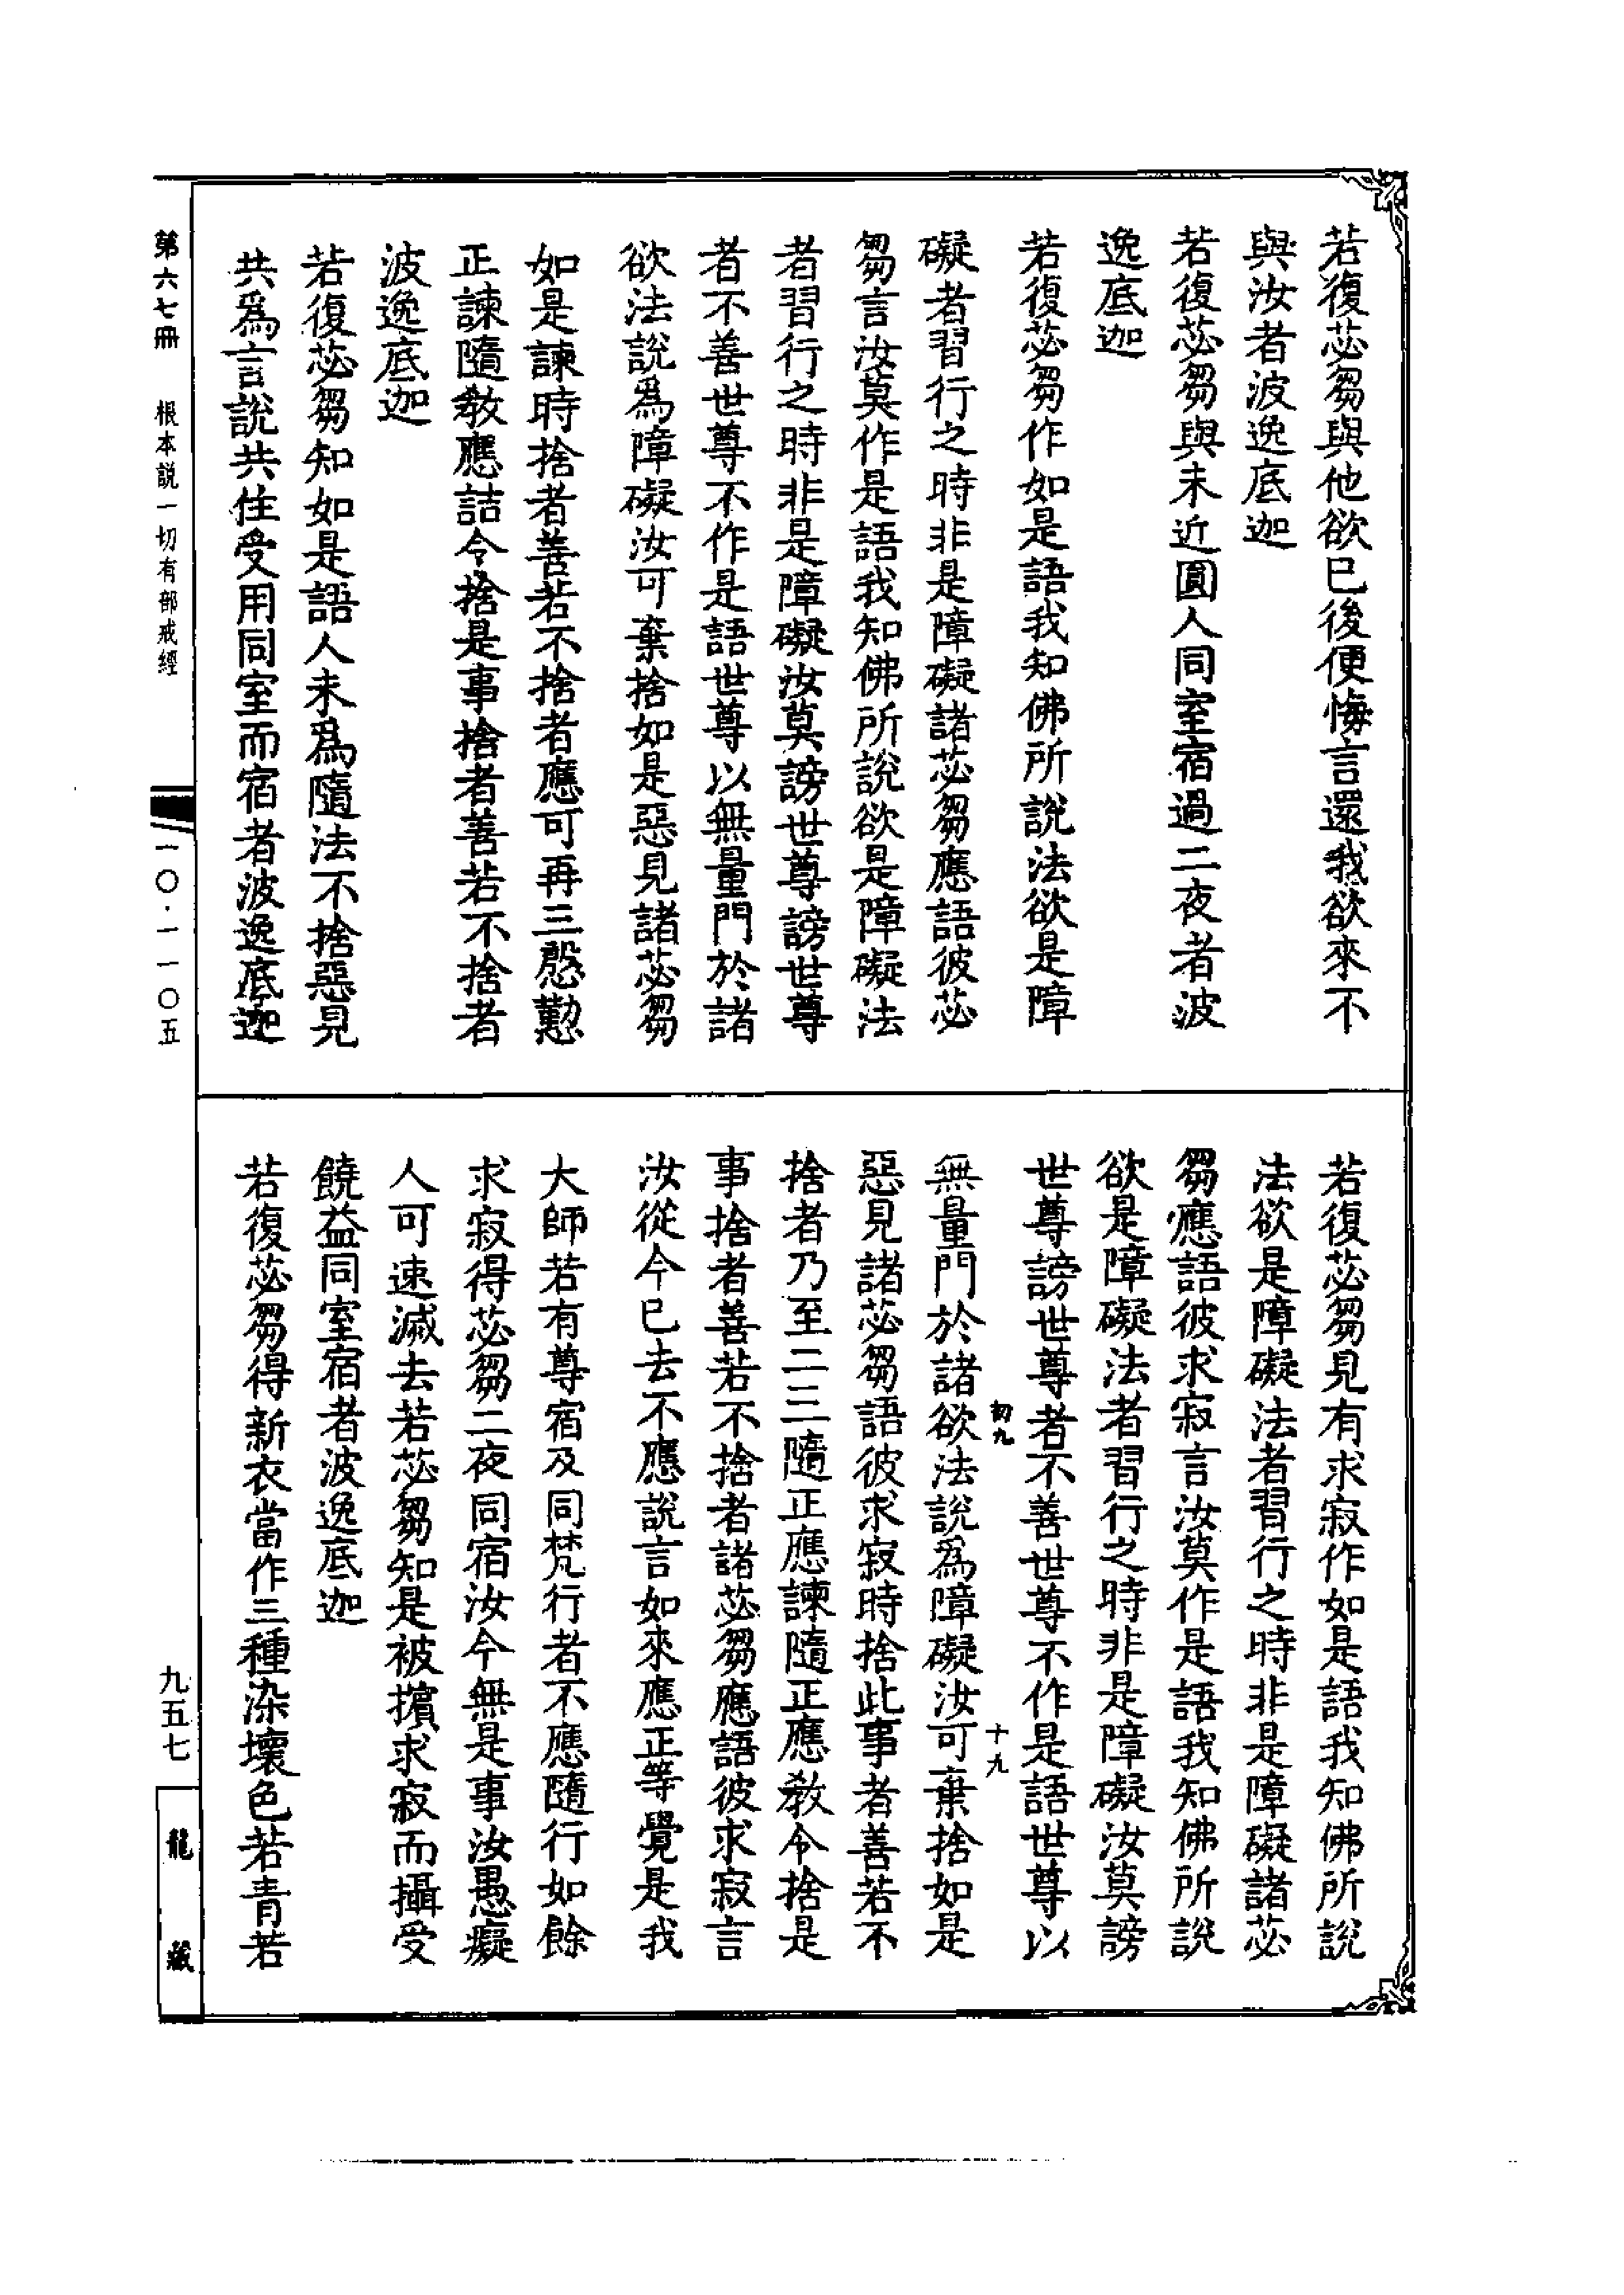 若復苾芻與他欲已後便悔言還我欲來不
與汝者波逸底迦
若復苾芻與未近圓人同室宿過二夜者波
逸底迦
若復苾芻作如是語我知佛所說法欲是障
礙者習行之時非是障礙諸苾芻應語彼苾
芻言汝莫作是語我知佛所說欲是障礙法
者習行之時非是障礙汝莫謗世尊謗世尊
者不善世尊不作是語世尊以無量門於諸
欲法說爲障礙汝可棄捨如是惡見諸苾芻
如是諫時捨者善若不捨者應可再三慇懃
正諫隨教應詰令捨是事捨者善若不捨者
波逸底迦
若復苾芻知如是語人未爲隨法不捨惡見
共爲言說共住受用同室而宿者波逸底迦
若復苾芻見有求寂作如是語我知佛所說
法欲是障礙法者習行之時非是障礙諸苾
芻應語彼求寂言汝莫作是語我知佛所說
欲是障礙法者習行之時非是障礙汝莫謗
世尊謗世尊者不善世尊不作是語世尊以
初九
十九
無量門於諸欲法說爲障礙汝可棄捨如是
惡見諸苾芻語彼求寂時捨此事者善若不
捨者乃至二三隨正應諫隨正應教令捨是
事捨者善若不捨者諸苾芻應語彼求寂言
汝從今已去不應說言如來應正等覺是我
大師若有尊宿及同梵行者不應隨行如餘
求寂得苾芻二夜同宿汝今無是事汝愚癡
人可速滅去若苾芻知是被擯求寂而攝受
饒益同室宿者波逸底迦
若復苾芻得新衣當作三種染壞色若青若
第六七冊
根本説一切有部戒經
一〇·一一〇五
九五七
龍藏